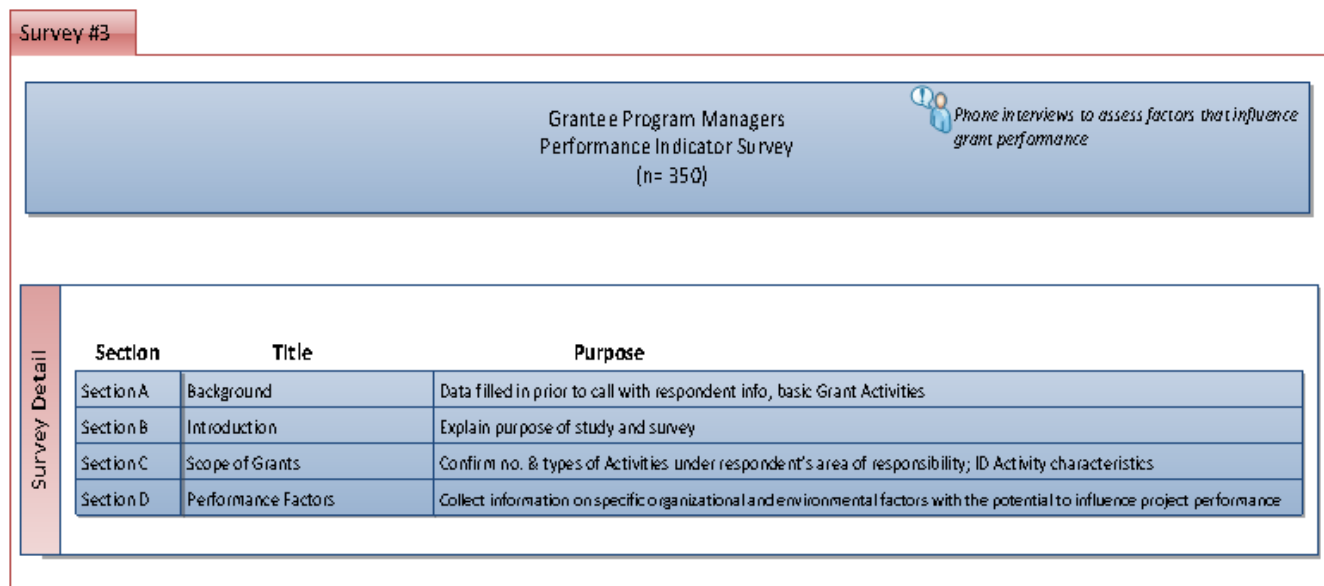 Survey #3
Grantee Program Managers
Performance Indicator Survey
(n= 350)
Phone interviews to assess factors that influence
grant performance
Survey Detail
Section Title Purpose
Section A Background Data filled in prior to call with respondent info, basic Grant Activities
Section B Introduction Explain purpose of study and survey
Section C Scope of Grants Confirm no. & types of Activities under respondent's area of responsibility; ID Activity characteristics
Section D Performance Factors Collect information on specific organizational and environmental factors with the potential to influence project performance